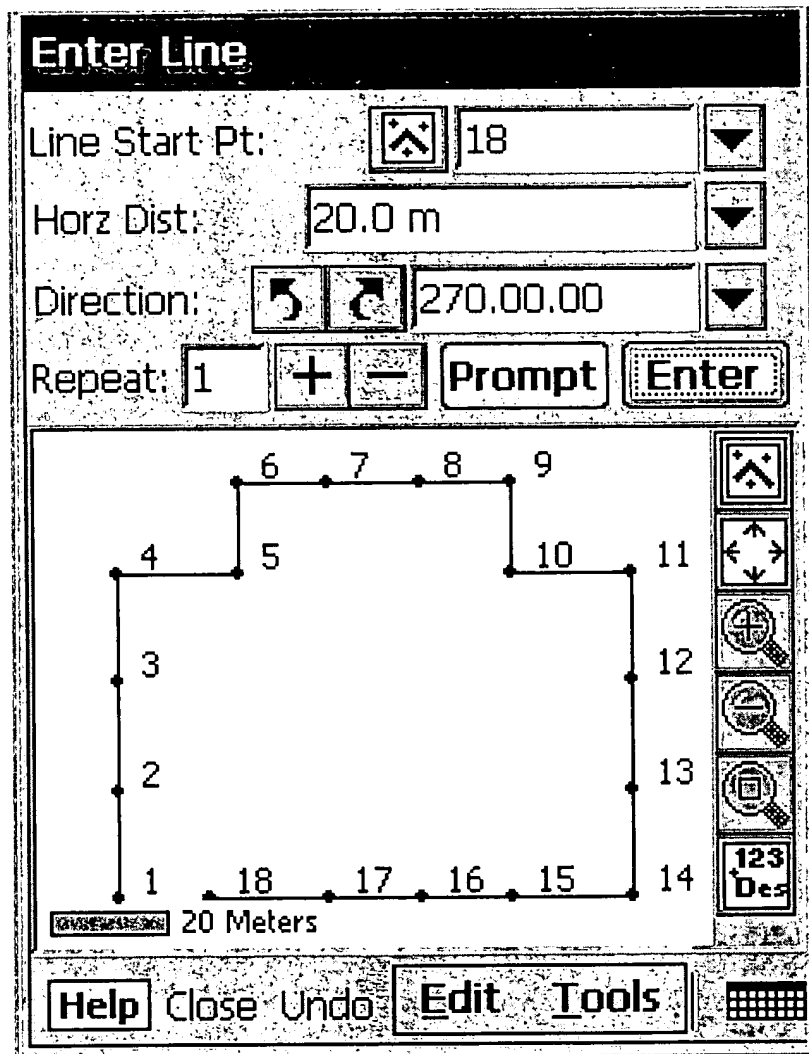 Enter Line
Line Start Pt: 18
Horz Dist: 20.0 m
Direction: 270.00.00
Repeat: 1 + - Prompt Enter
6 7 8 9
4 5 10 11
3 12
2 13
1 18 17 16 15 14
123
Des
20 Meters
Help Close Undo Edit Tools